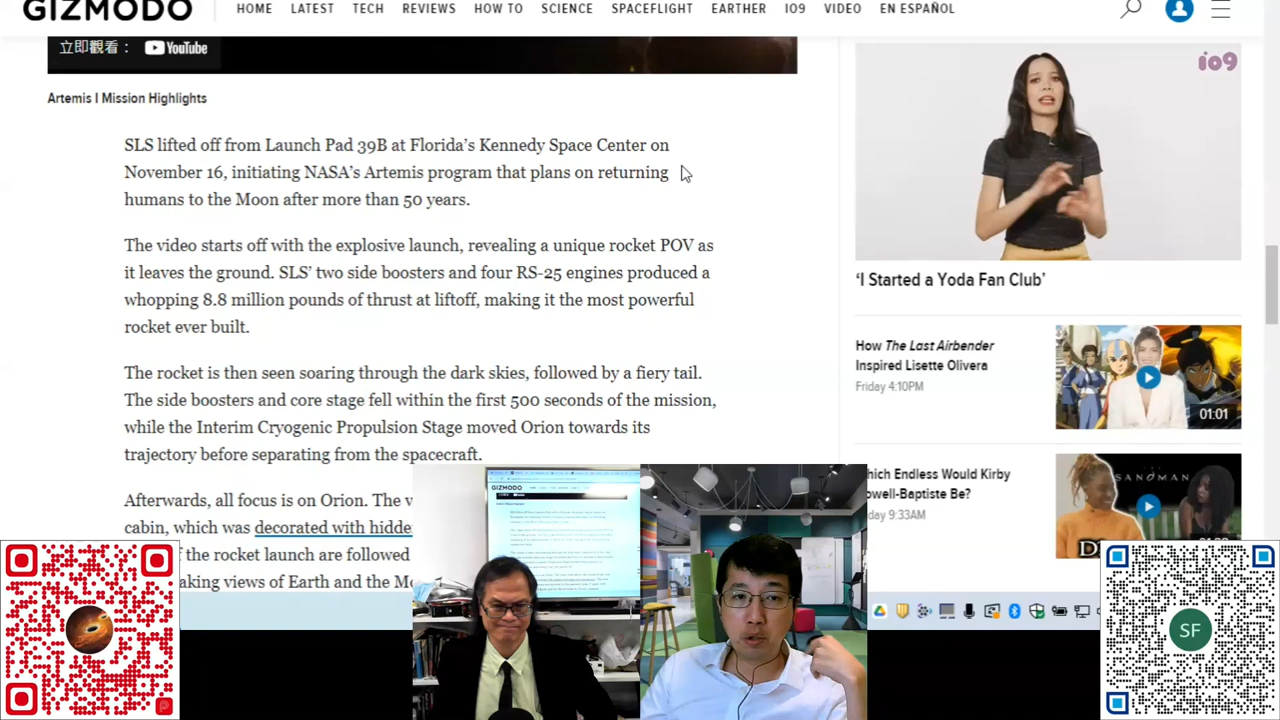 GIZMODO
HOME LATEST TECH REVIEWS HOW TO SCIENCE SPACEFLIGHT EARTHER IO9 VIDEO EN ESPAÑOL
立即觀看： YouTube
Artemis I Mission Highlights
SLS lifted off from Launch Pad 39B at Florida’s Kennedy Space Center on
November 16, initiating NASA’s Artemis program that plans on returning
humans to the Moon after more than 50 years.
The video starts off with the explosive launch, revealing a unique rocket POV as
it leaves the ground. SLS’ two side boosters and four RS-25 engines produced a
whopping 8.8 million pounds of thrust at liftoff, making it the most powerful
rocket ever built.
The rocket is then seen soaring through the dark skies, followed by a fiery tail.
The side boosters and core stage fell within the first 500 seconds of the mission,
while the Interim Cryogenic Propulsion Stage moved Orion towards its
trajectory before separating from the spacecraft.
Afterwards, all focus is on Orion. The v
cabin, which was decorated with hidde
the rocket launch are followed
views of Earth and the Mo
io9
‘I Started a Yoda Fan Club’
How The Last Airbender
Inspired Lisette Olivera
Friday 4:10PM
01:01
Which Endless Would Kirby
Howell-Baptiste Be?
Friday 9:33AM
SANDMAN
GIZMODO
SF